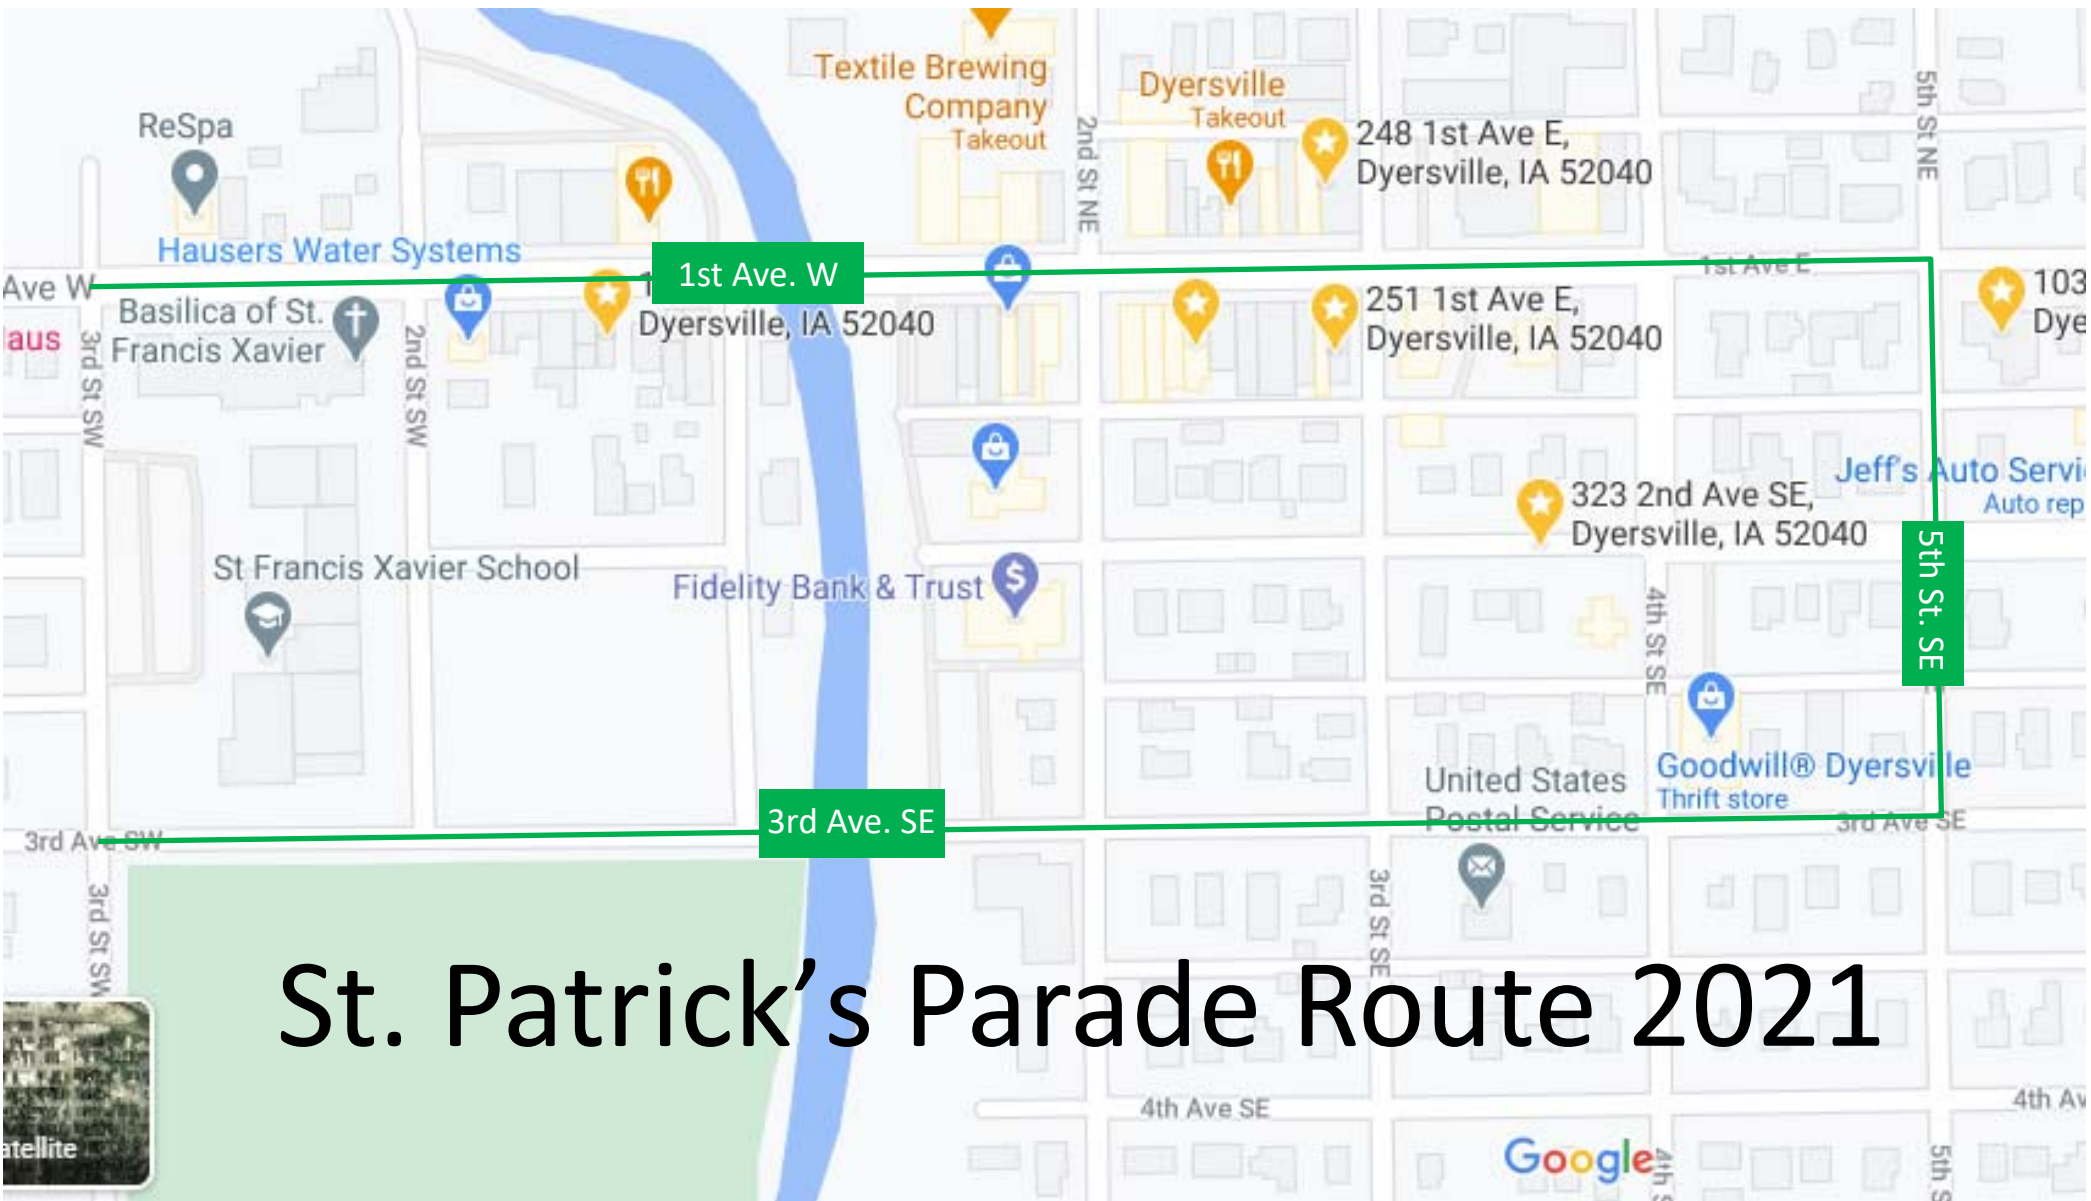 Textile Brewing
Company
Takeout
Dyersville
Takeout
248 1st Ave E,
Dyersville, IA 52040
5th St NE
2nd St NE
ReSpa
Hausers Water Systems
1st Ave. W
1st Ave E
Ave W
Basilica of St.
Francis Xavier
1
Dyersville, IA 52040
251 1st Ave E,
Dyersville, IA 52040
103
Dye
aus
3rd St SW
2nd St SW
Jeff's Auto Servi
Auto rep
323 2nd Ave SE,
Dyersville, IA 52040
5th St. SE
St Francis Xavier School
Fidelity Bank & Trust
4th St SE
United States
Postal Service
Goodwill® Dyersville
Thrift store
3rd Ave. SE
3rd Ave SW
3rd Ave SE
3rd St SW
3rd St SE
St. Patrick's Parade Route 2021
4th Ave SE
4th Av
atellite
Google
4th S
5th S